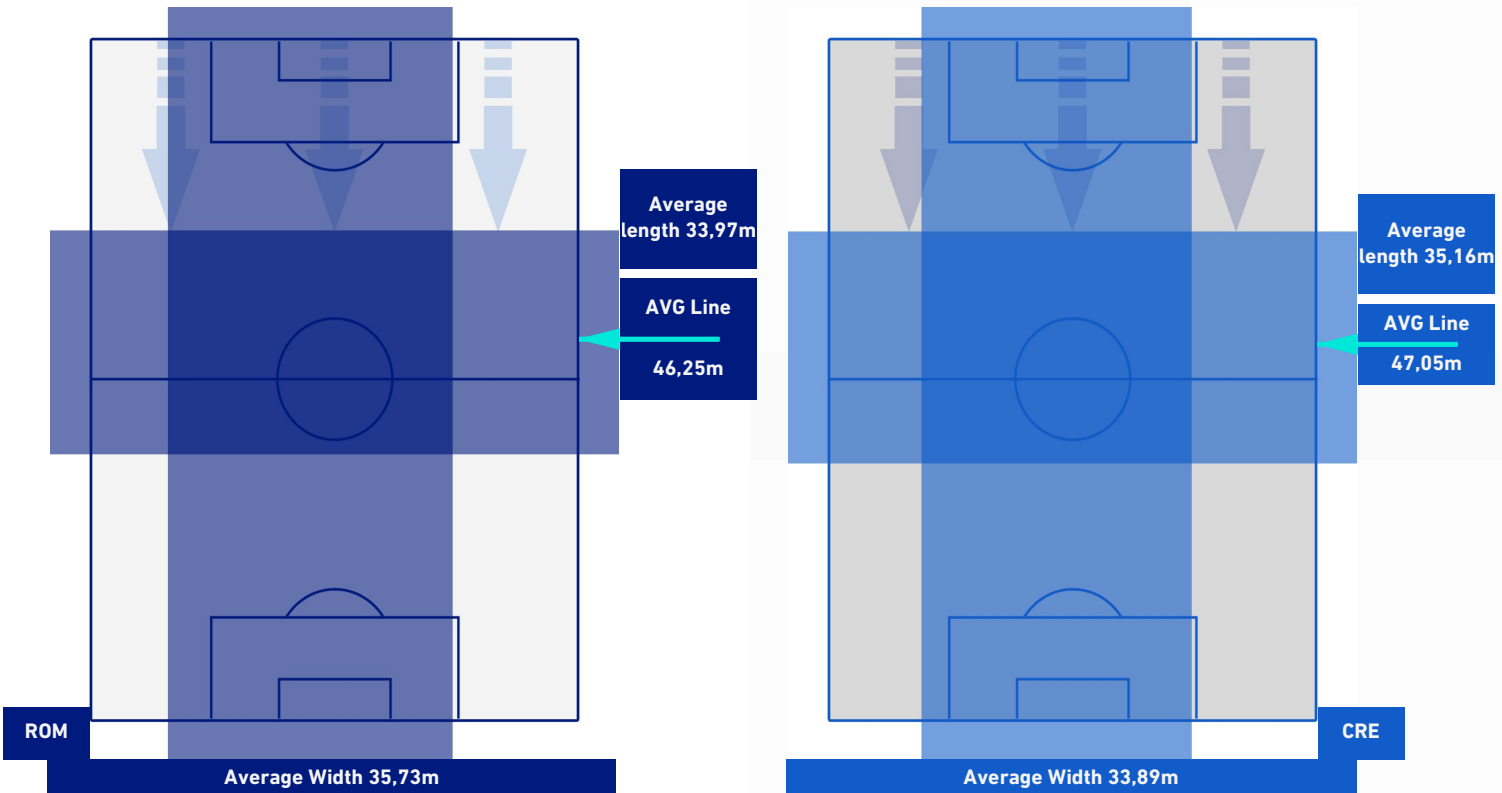 Average
length 33,97m
AVG Line
46,25m
ROM
Average Width 35,73m
Average
length 35,16m
AVG Line
47,05m
CRE
Average Width 33,89m